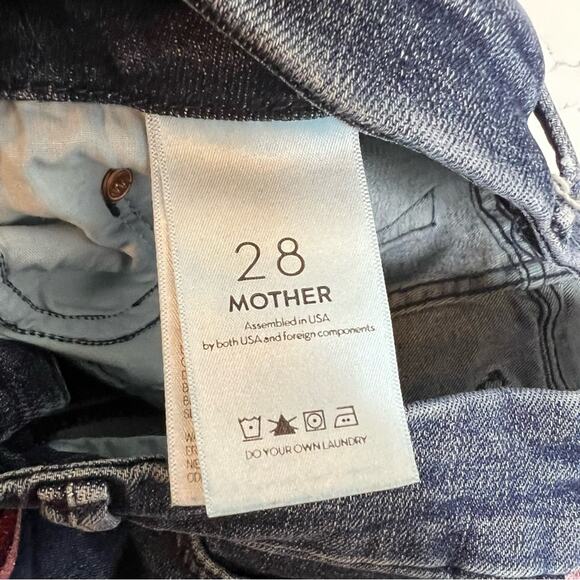 28
MOTHER
Assembled in USA
by both USA and foreign components
DO YOUR OWN LAUNDRY